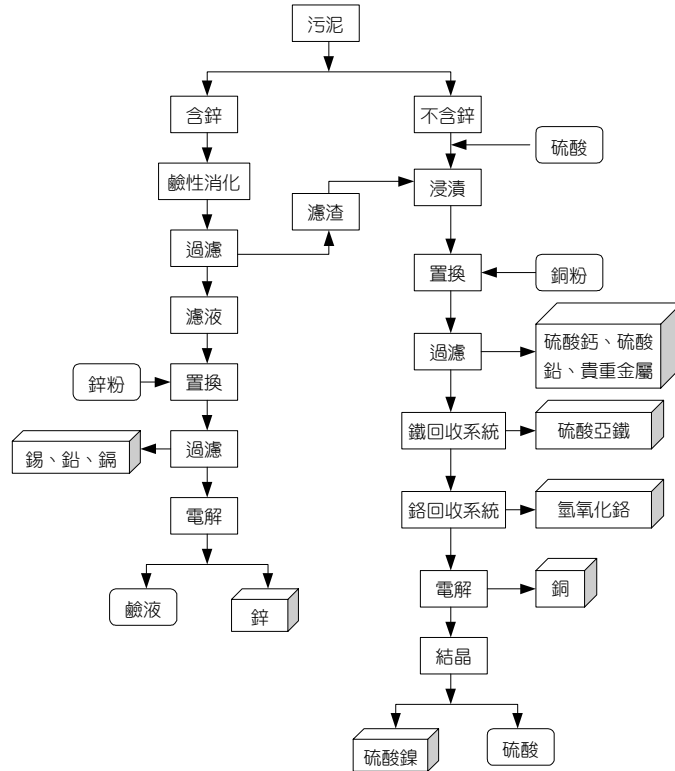 污泥
含鋅
不含鋅
硫酸
鹼性消化
浸漬
濾渣
過濾
置換
銅粉
濾液
過濾
硫酸鈣、硫酸
鉛、貴重金屬
鋅粉
置換
鐵回收系統
硫酸亞鐵
錫、鉛、鎘
過濾
電解
鉻回收系統
氫氧化鉻
鹼液
鋅
電解
銅
結晶
硫酸鎳
硫酸